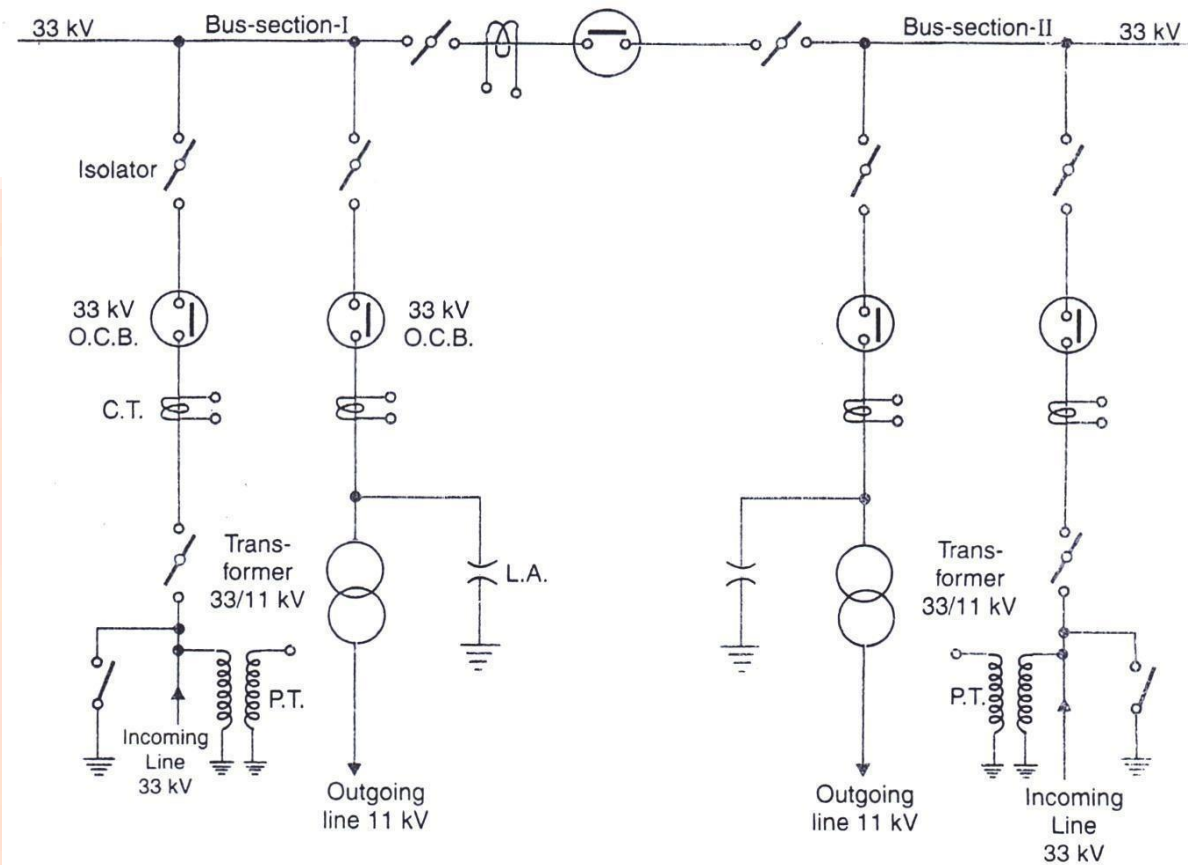 33 kV
Bus-section-I
Bus-section-II
33 kV
Isolator
33 kV
O.C.B.
33 kV
O.C.B.
C.T.
Trans-
former
33/11 kV
L.A.
Trans-
former
33/11 kV
P.T.
P.T.
Incoming
Line
33 kV
Outgoing
line 11 kV
Outgoing
line 11 kV
Incoming
Line
33 kV